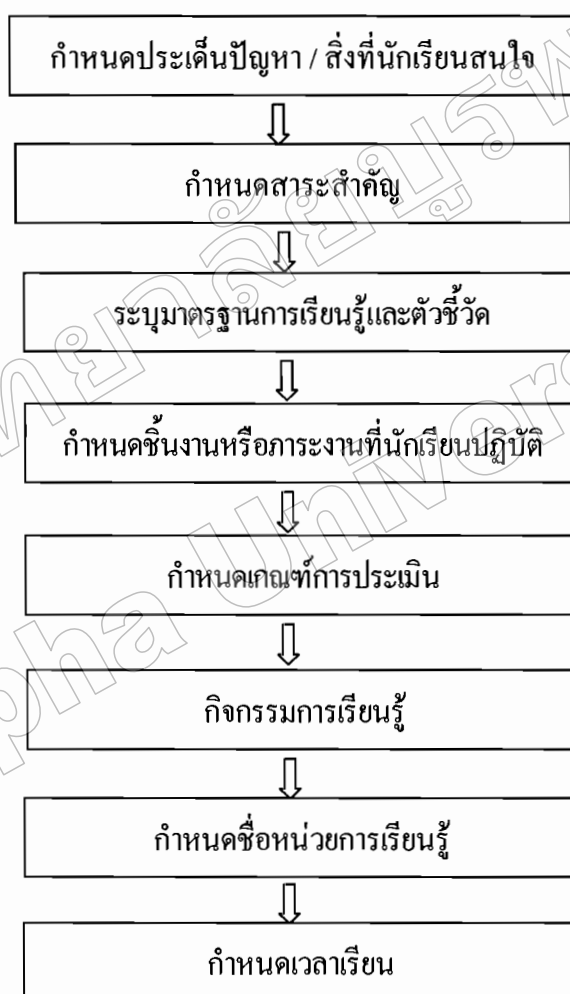 กำหนดประเด็นปัญหา / สิ่งที่นักเรียนสนใจ
กำหนดสาระสำคัญ
ระบุมาตรฐานการเรียนรู้และตัวชี้วัด
กำหนดชิ้นงานหรือภาระงานที่นักเรียนปฏิบัติ
กำหนดเกณฑ์การประเมิน
กิจกรรมการเรียนรู้
กำหนดชื่อหน่วยการเรียนรู้
กำหนดเวลาเรียน